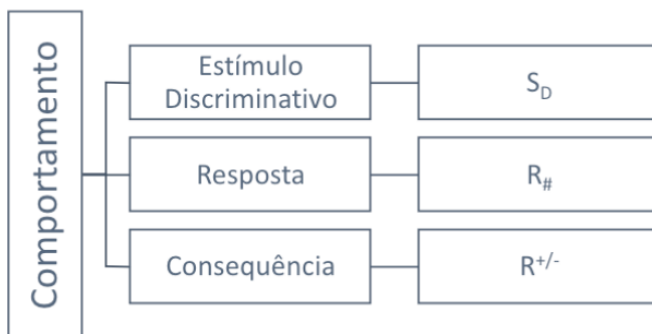 Comportamento
Estímulo
Discriminativo
S_D
Resposta
R_#
Consequência
R^+/-